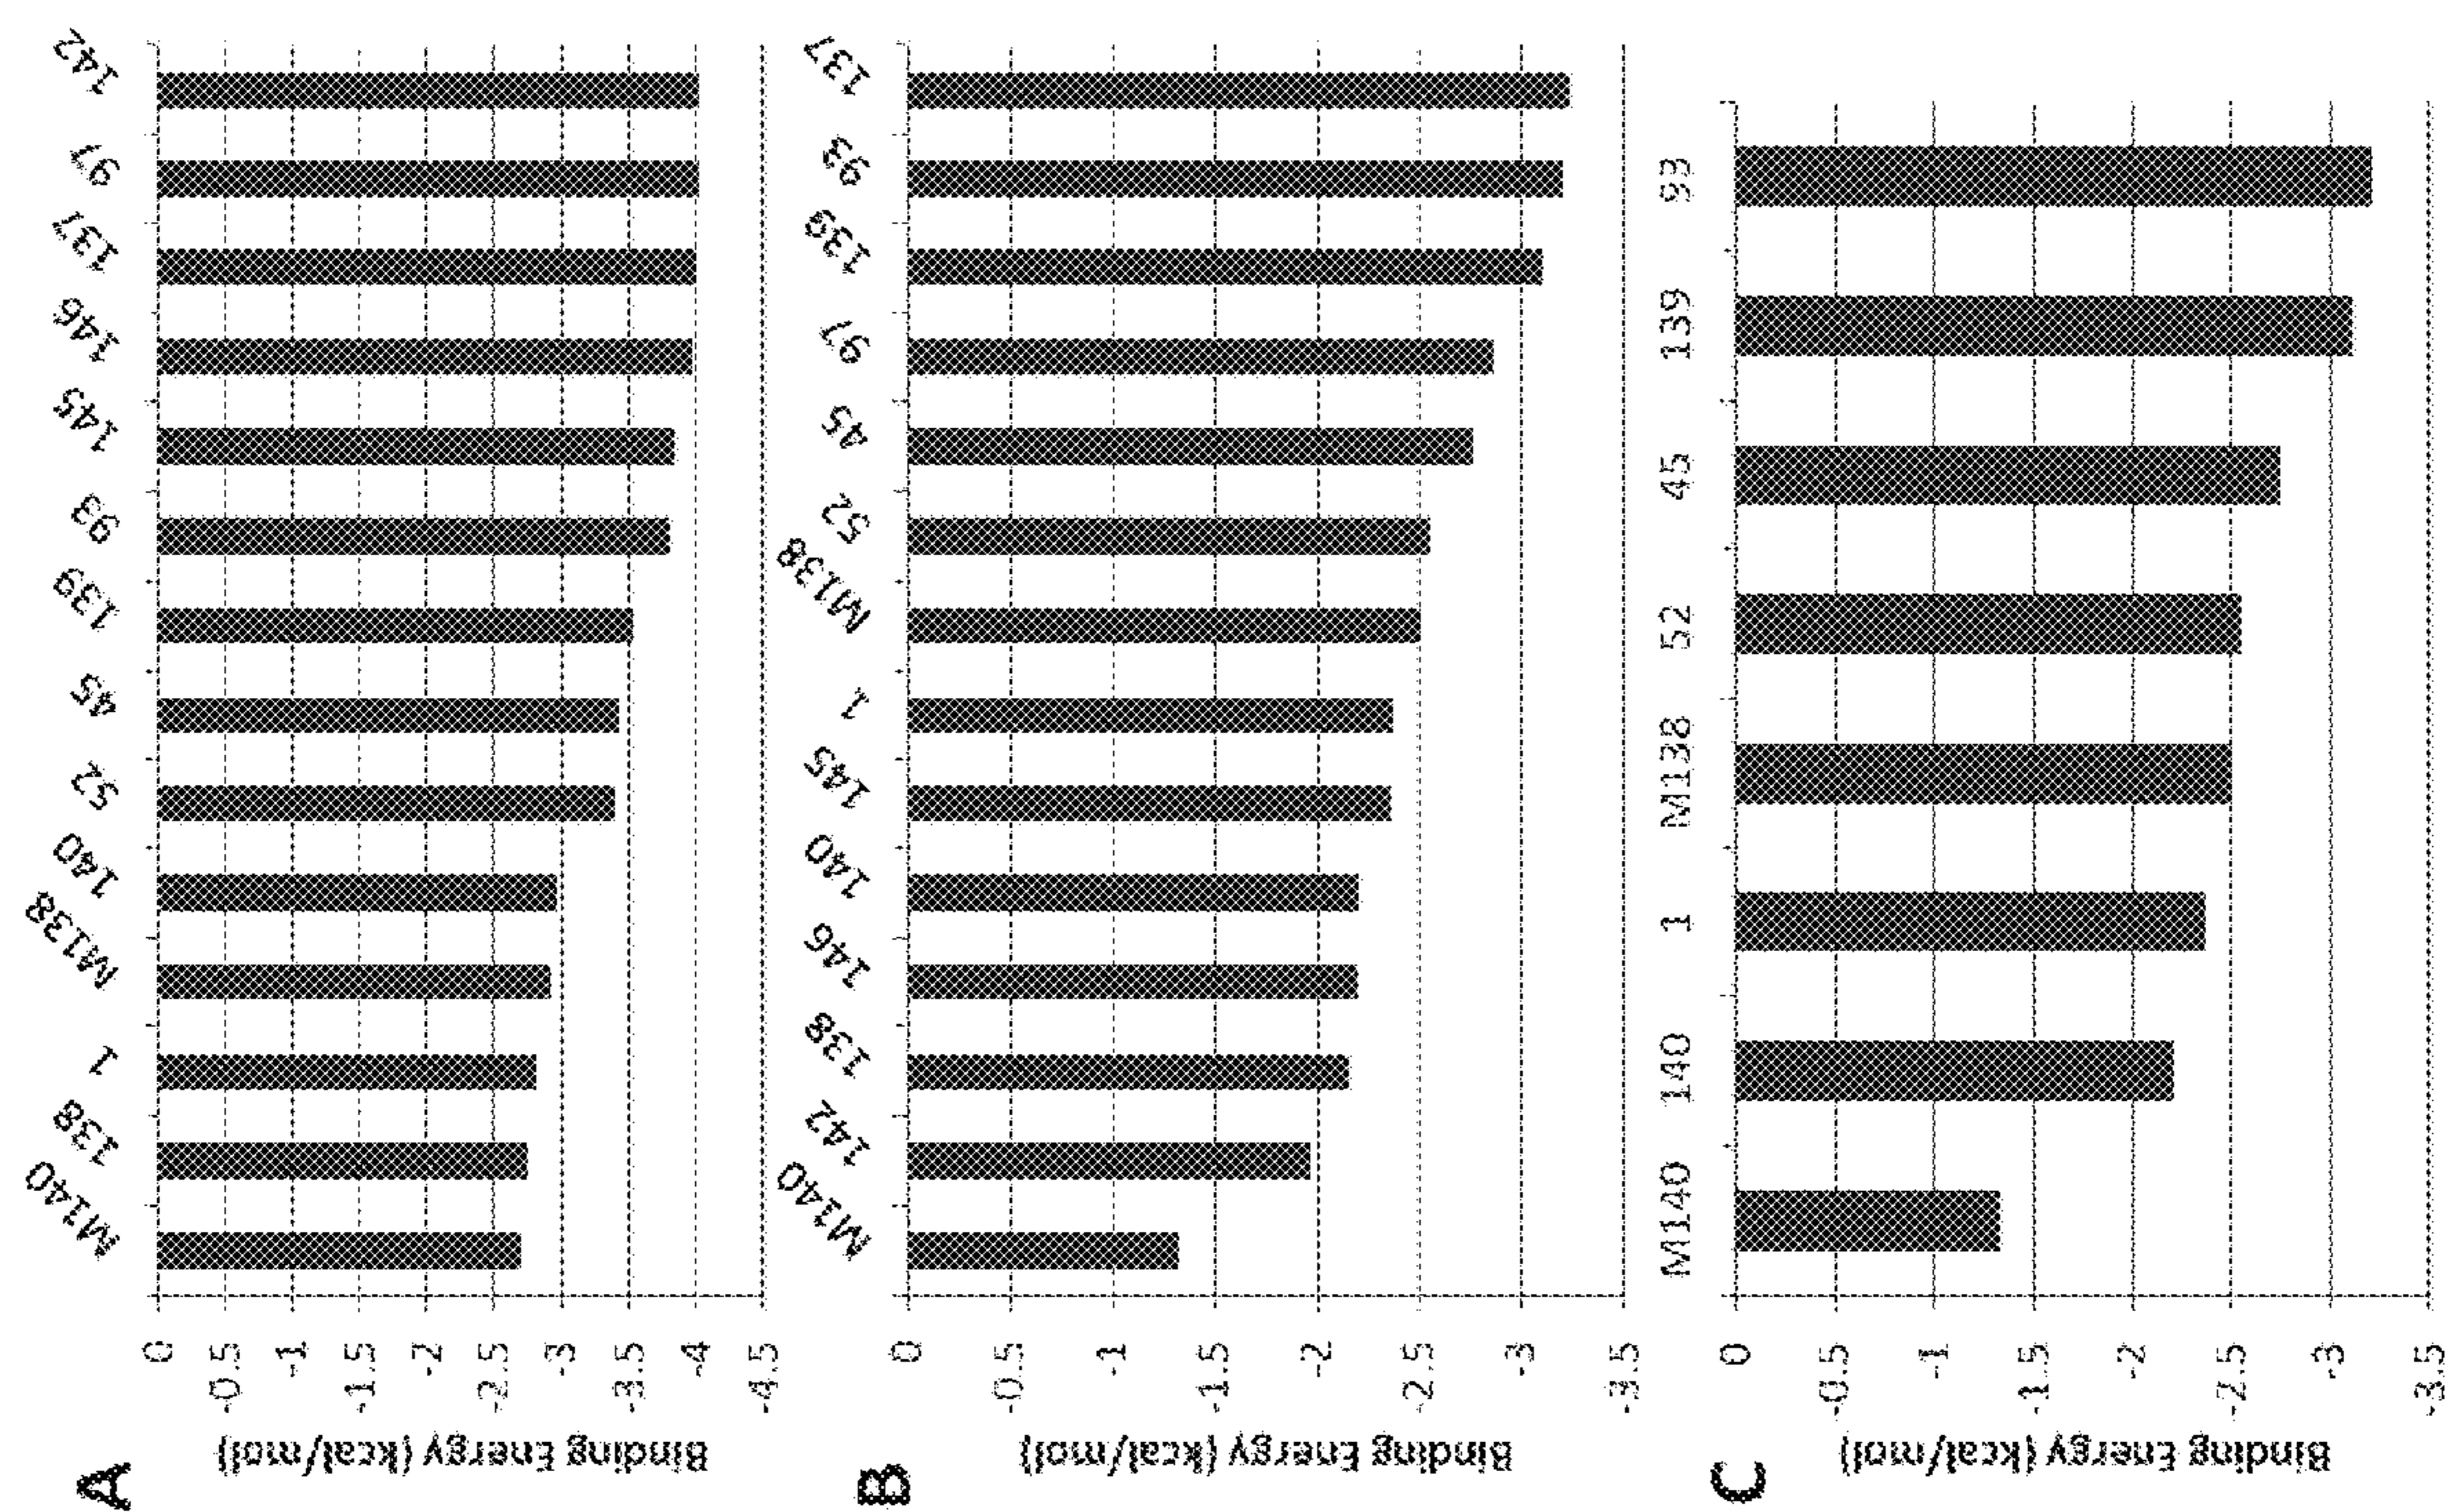 A
M140 138 1 M138 140 52 45 139 93 145 146 137 97 142
0
-0.5
-1
-1.5
-2
-2.5
-3
-3.5
-4
-4.5
Binding Energy (kcal/mol)
B
M140 142 138 146 140 145 1 M138 52 45 97 139 93 137
0
-0.5
-1
-1.5
-2
-2.5
-3
-3.5
Binding Energy (kcal/mol)
C
M140 140 1 M138 52 45 139 93
0
-0.5
-1
-1.5
-2
-2.5
-3
-3.5
Binding Energy (kcal/mol)